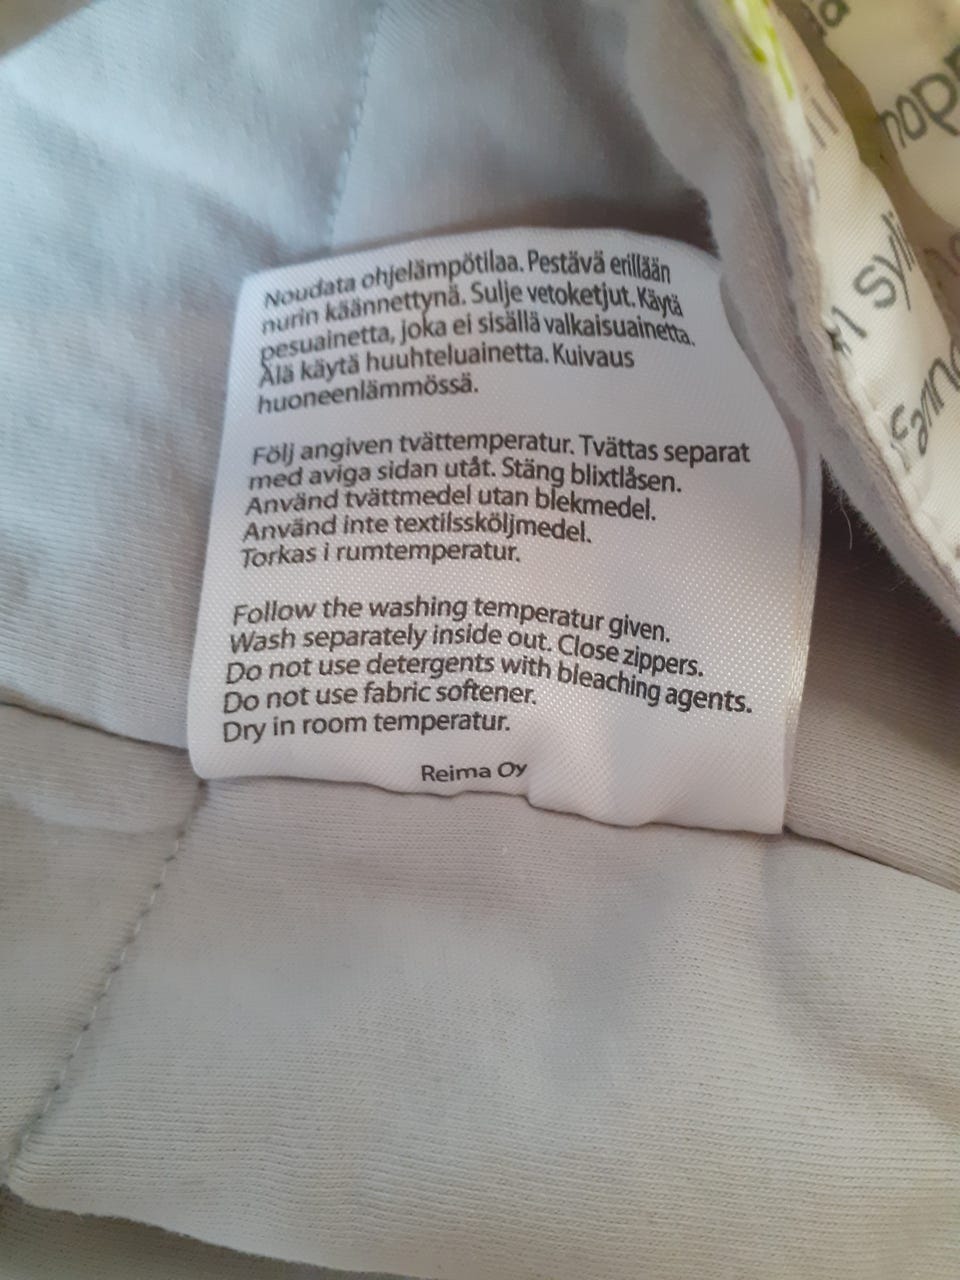 Noudata ohjelämpötilaa. Pestävä erillään
nurin käännettynä. Sulje vetoketjut. Käytä
pesuainetta, joka ei sisällä valkaisuainetta.
Älä käytä huuhteluainetta. Kuivaus
huoneenlämmössä.
Följ angiven tvättemperatur. Tvättas separat
med aviga sidan utåt. Stäng blixtlåsen.
Använd tvättmedel utan blekmedel.
Använd inte textilssköljmedel.
Torkas i rumtemperatur.
Follow the washing temperatur given.
Wash separately inside out. Close zippers.
Do not use detergents with bleaching agents.
Do not use fabric softener.
Dry in room temperatur.
Reima Oy